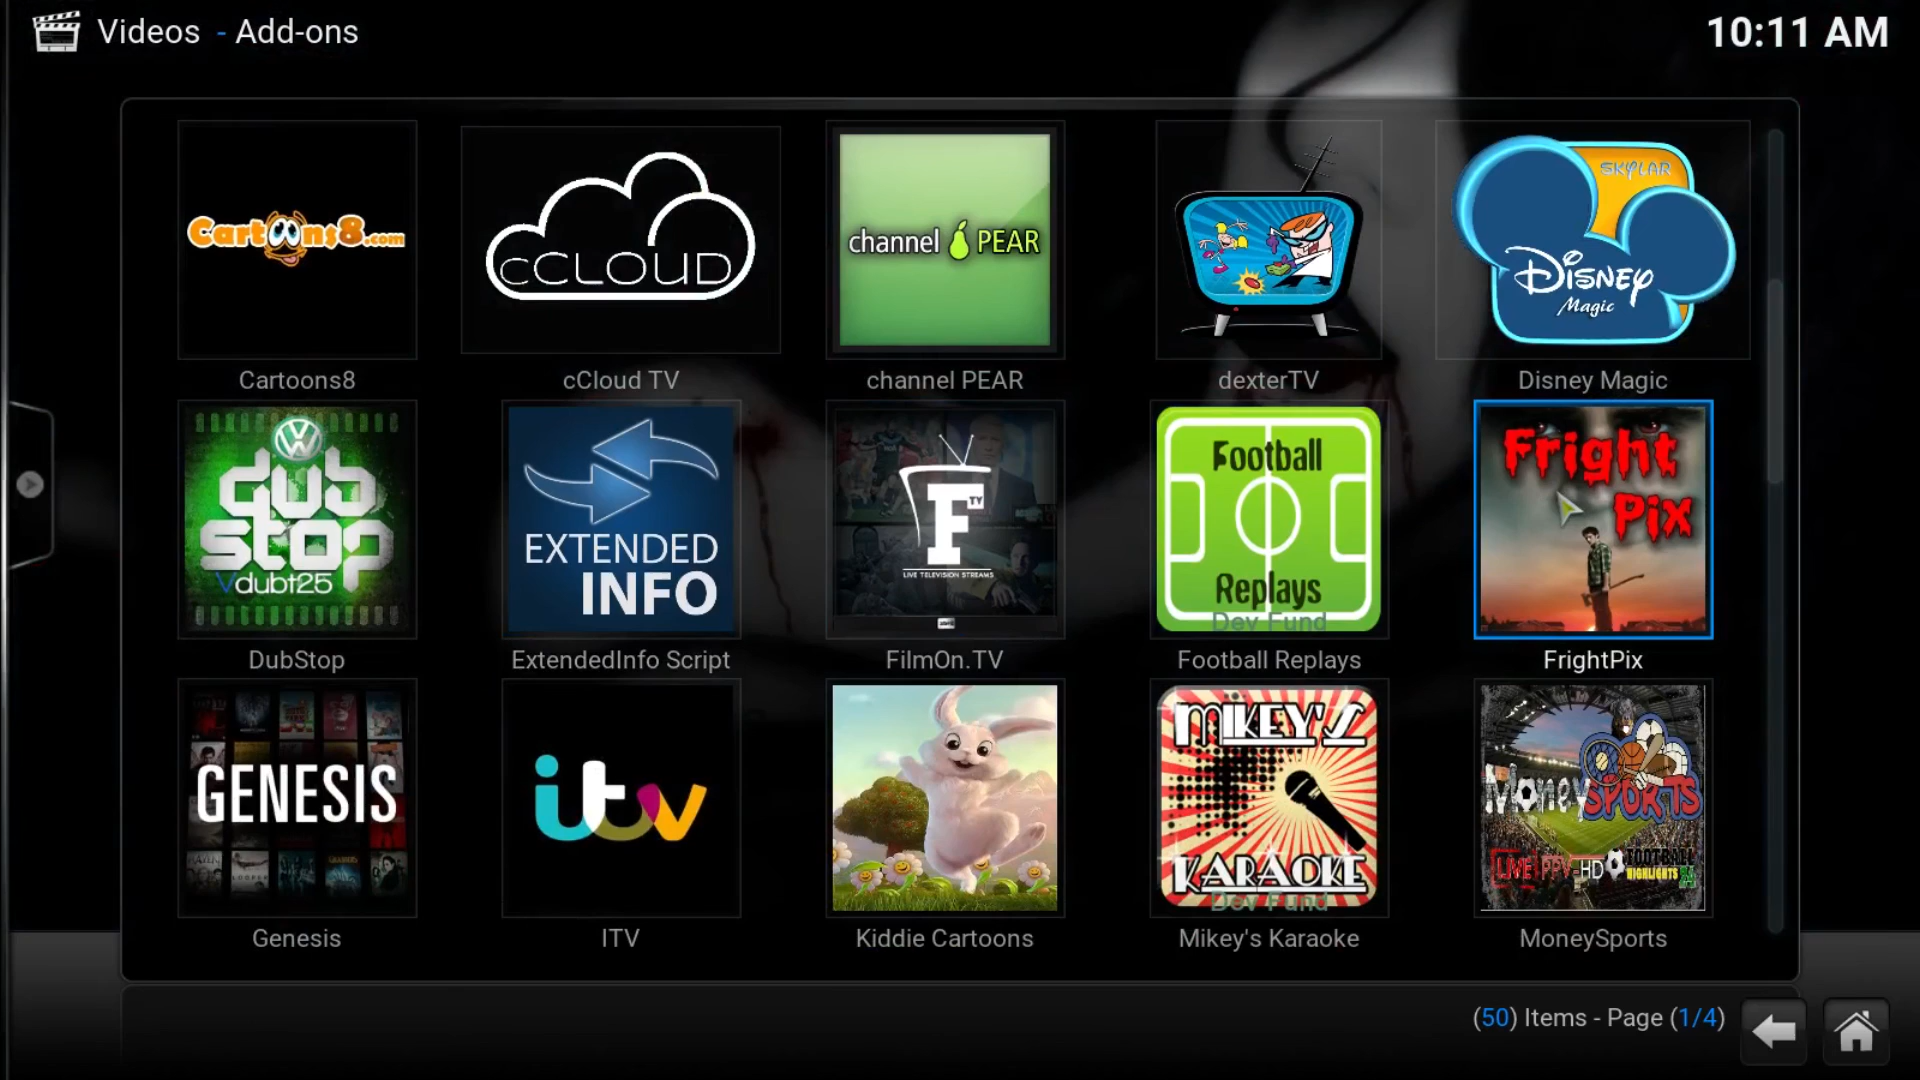 Videos - Add-ons
10:11 AM
Cartoons8.com
cCLOUD
channel PEAR
SKYLAR
Disney
Magic
Cartoons8
cCloud TV
channel PEAR
dexterTV
Disney Magic
dub
stop
Vdubt25
EXTENDED
INFO
F TV
LIVE TELEVISION STREAMS
Football
Replays
Dev Fund
Fright
Pix
DubStop
ExtendedInfo Script
FilmOn.TV
Football Replays
FrightPix
GENESIS
LOOPER
itv
MIKEY'S
KARAOKE
Dev Fund
Money SPORTS
LIVE PPV-HD FOOTBALL
HIGHLIGHTS
Genesis
ITV
Kiddie Cartoons
Mikey's Karaoke
MoneySports
(50) Items - Page (1/4)